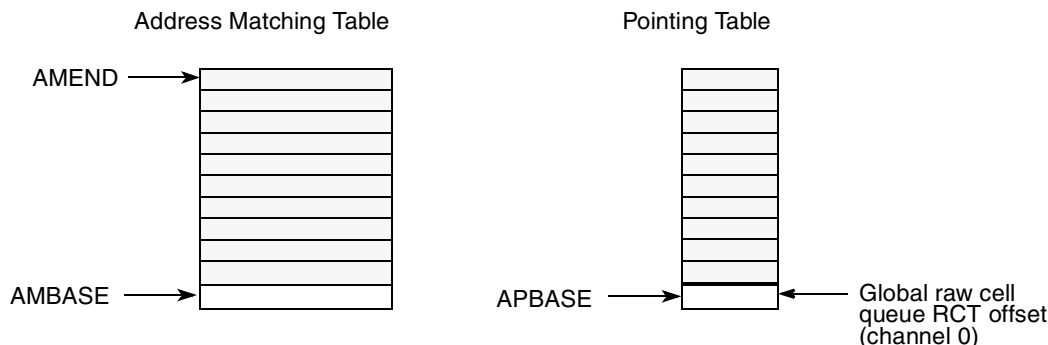 Address Matching Table
Pointing Table
AMEND
AMBASE
APBASE
Global raw cell
queue RCT offset
(channel 0)